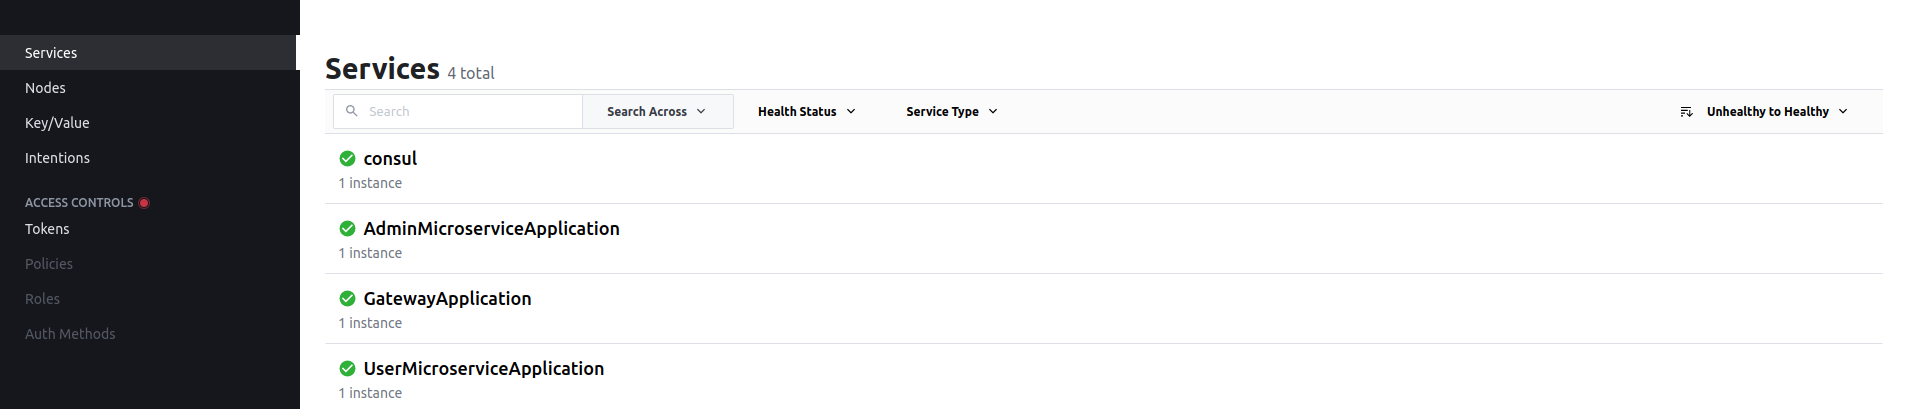 Services
Nodes
Key/Value
Intentions
ACCESS CONTROLS
Tokens
Policies
Roles
Auth Methods
Services 4 total
Search Search Across Health Status Service Type Unhealthy to Healthy
consul
1 instance
AdminMicroserviceApplication
1 instance
GatewayApplication
1 instance
UserMicroserviceApplication
1 instance